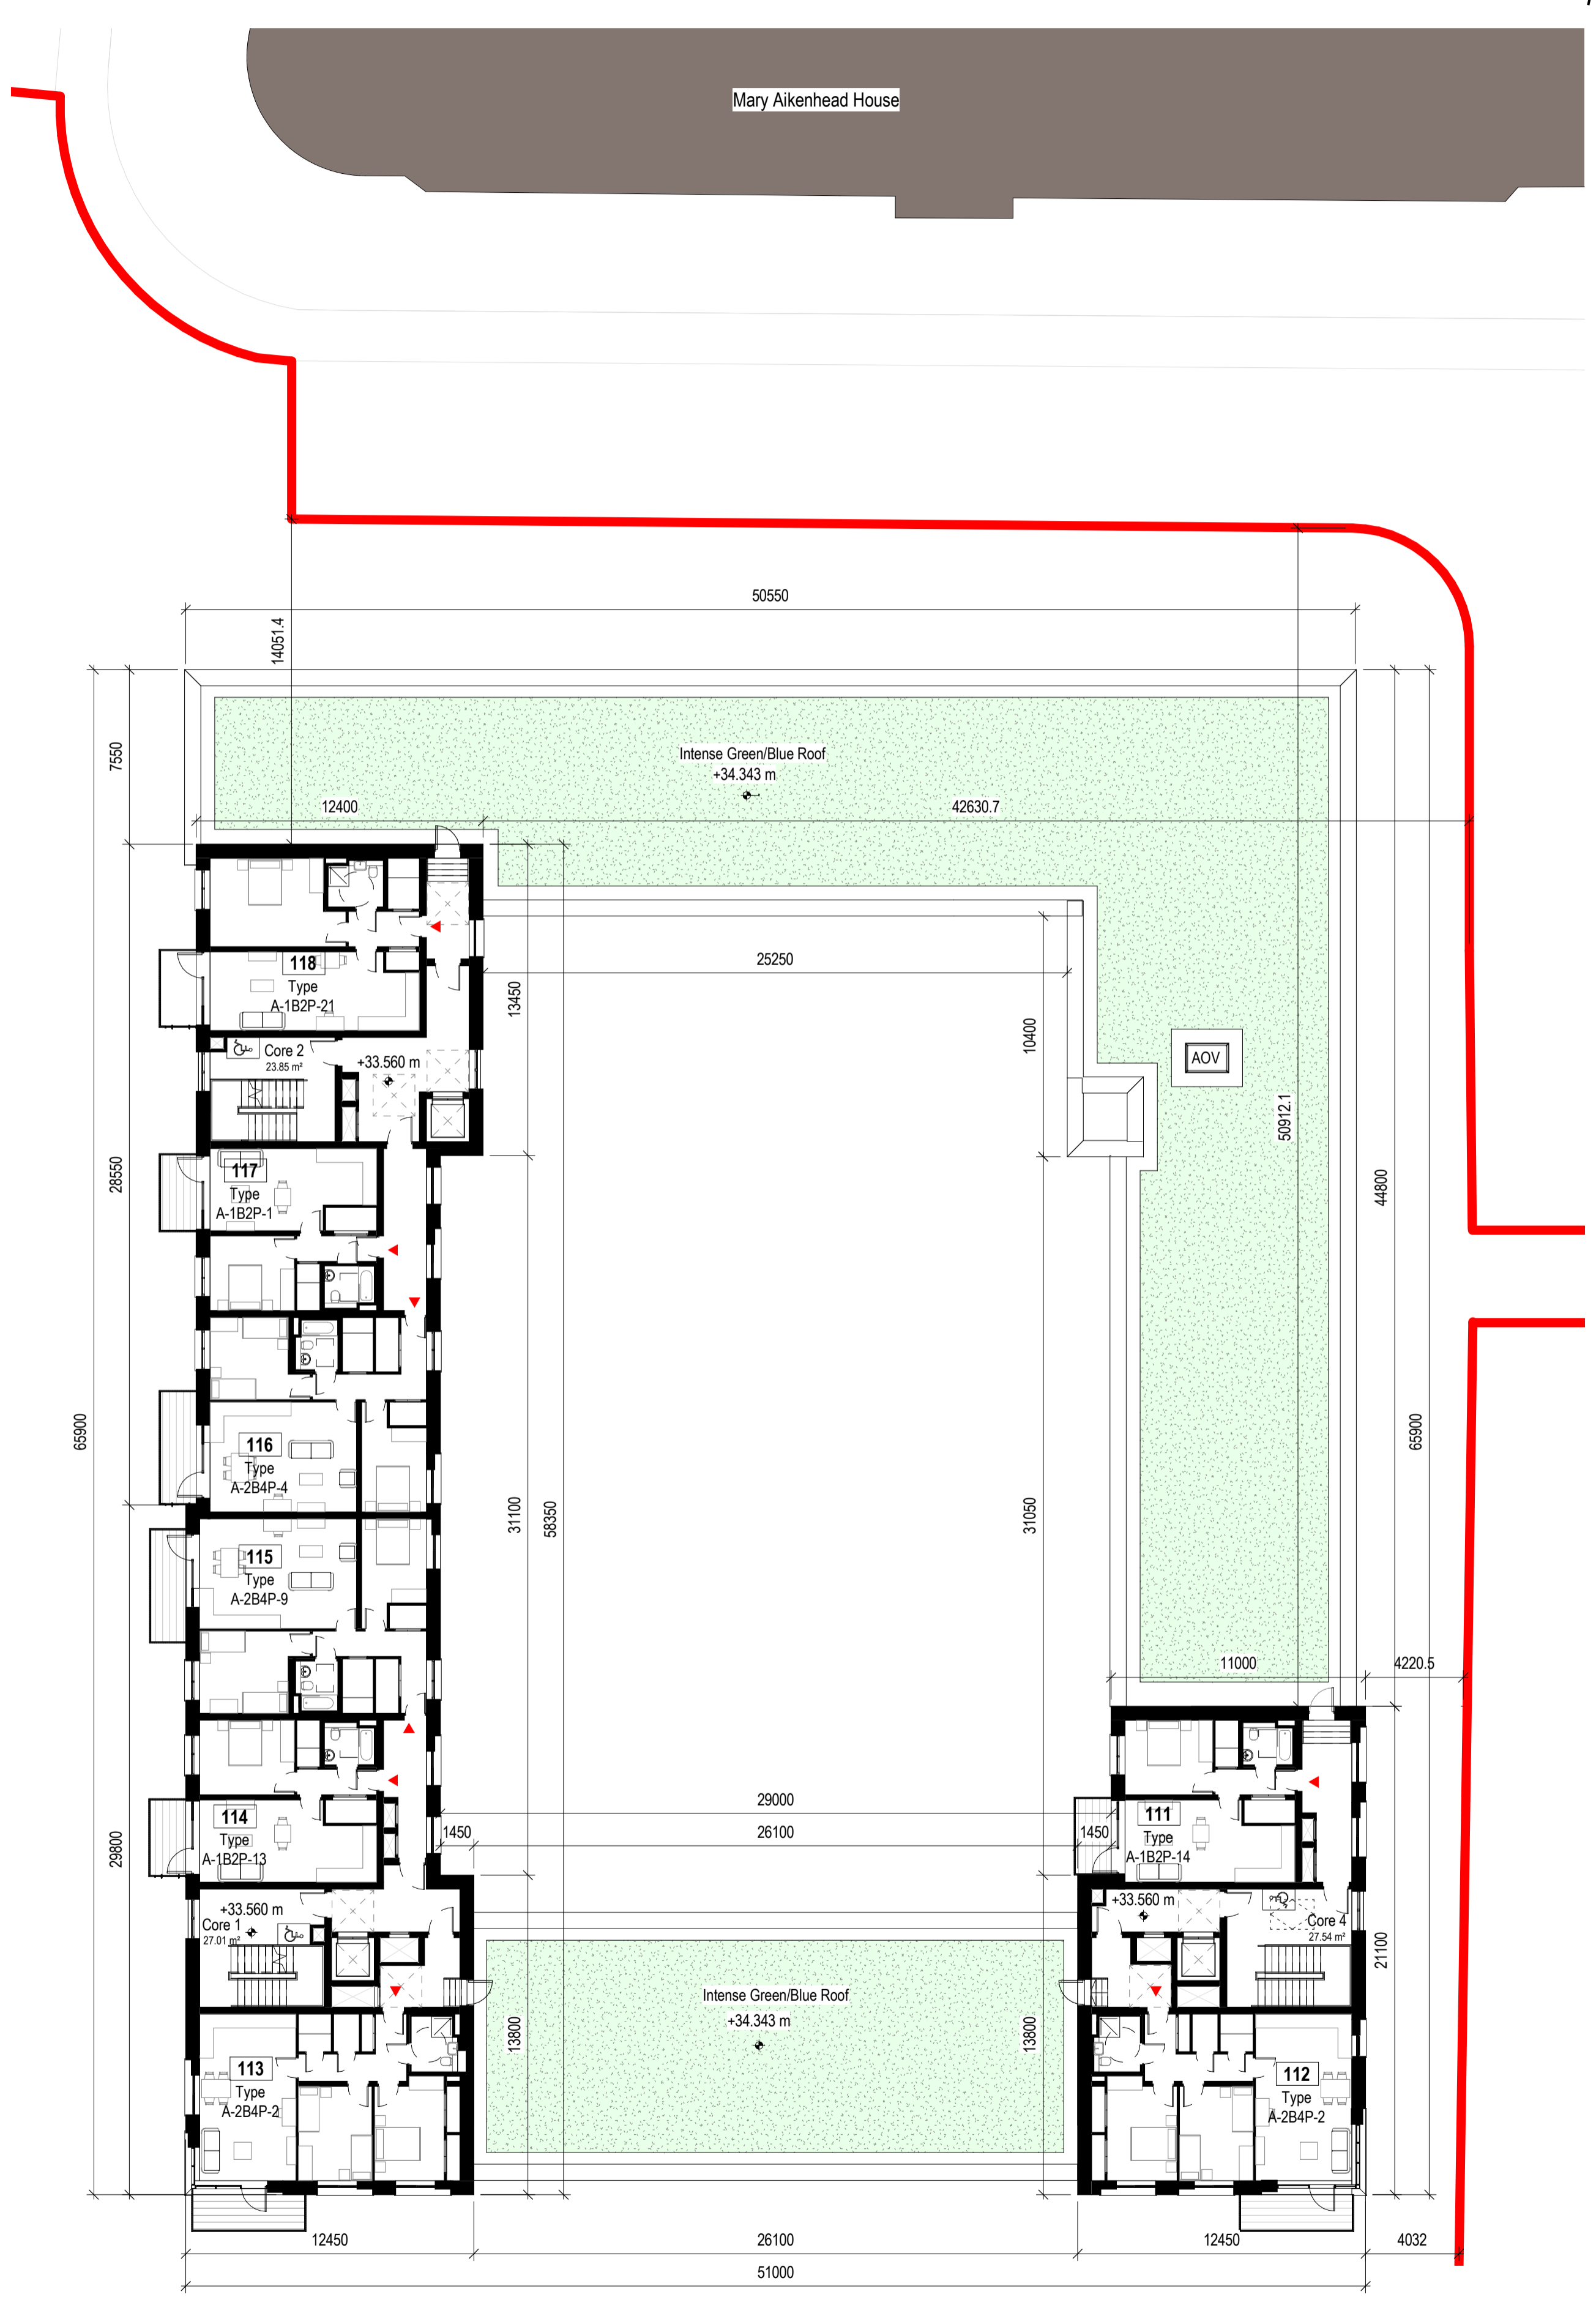 Mary Aikenhead House
50550
14051.4
7550
Intense Green/Blue Roof
+34.343 m
12400
42630.7
118
Type
A-1B2P-21
25250
13450
10400
Core 2
23.85 m²
+33.560 m
AOV
50912.1
28550
117
Type
A-1B2P-1
44800
65900
116
Type
A-2B4P-4
31100
58350
31050
65900
115
Type
A-2B4P-9
11000
4220.5
29000
1450
26100
1450
29800
114
Type
A-1B2P-13
111
Type
A-1B2P-14
+33.560 m
Core 1
27.01 m²
+33.560 m
Core 4
27.54 m²
21100
Intense Green/Blue Roof
+34.343 m
13800
13800
113
Type
A-2B4P-2
112
Type
A-2B4P-2
12450
26100
12450
4032
51000